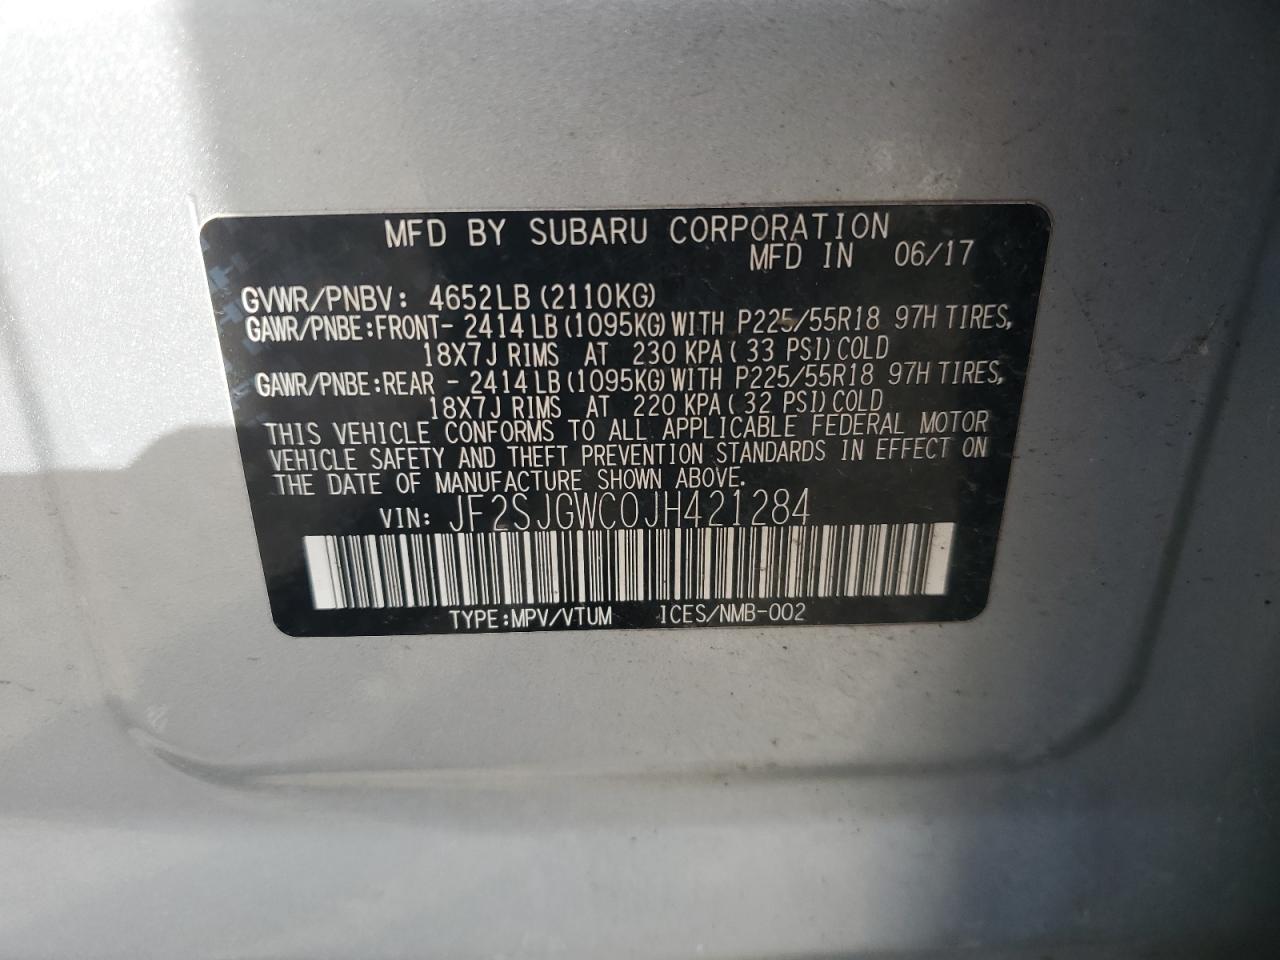 MFD BY SUBARU CORPORATION
MFD IN 06/17
GVWR/PNBV: 4652LB (2110KG)
GAWR/PNBE:FRONT- 2414LB (1095KG) WITH P225/55R18 97H TIRES,
18X7J RIMS AT 230 KPA ( 33 PSI) COLD
GAWR/PNBE:REAR - 2414LB (1095KG) WITH P225/55R18 97H TIRES,
18X7J RIMS AT 220 KPA ( 32 PSI) COLD
THIS VEHICLE CONFORMS TO ALL APPLICABLE FEDERAL MOTOR
VEHICLE SAFETY AND THEFT PREVENTION STANDARDS IN EFFECT ON
THE DATE OF MANUFACTURE SHOWN ABOVE.
VIN: JF2SJGWC0JH421284
TYPE:MPV/VTUM ICES/NMB-002